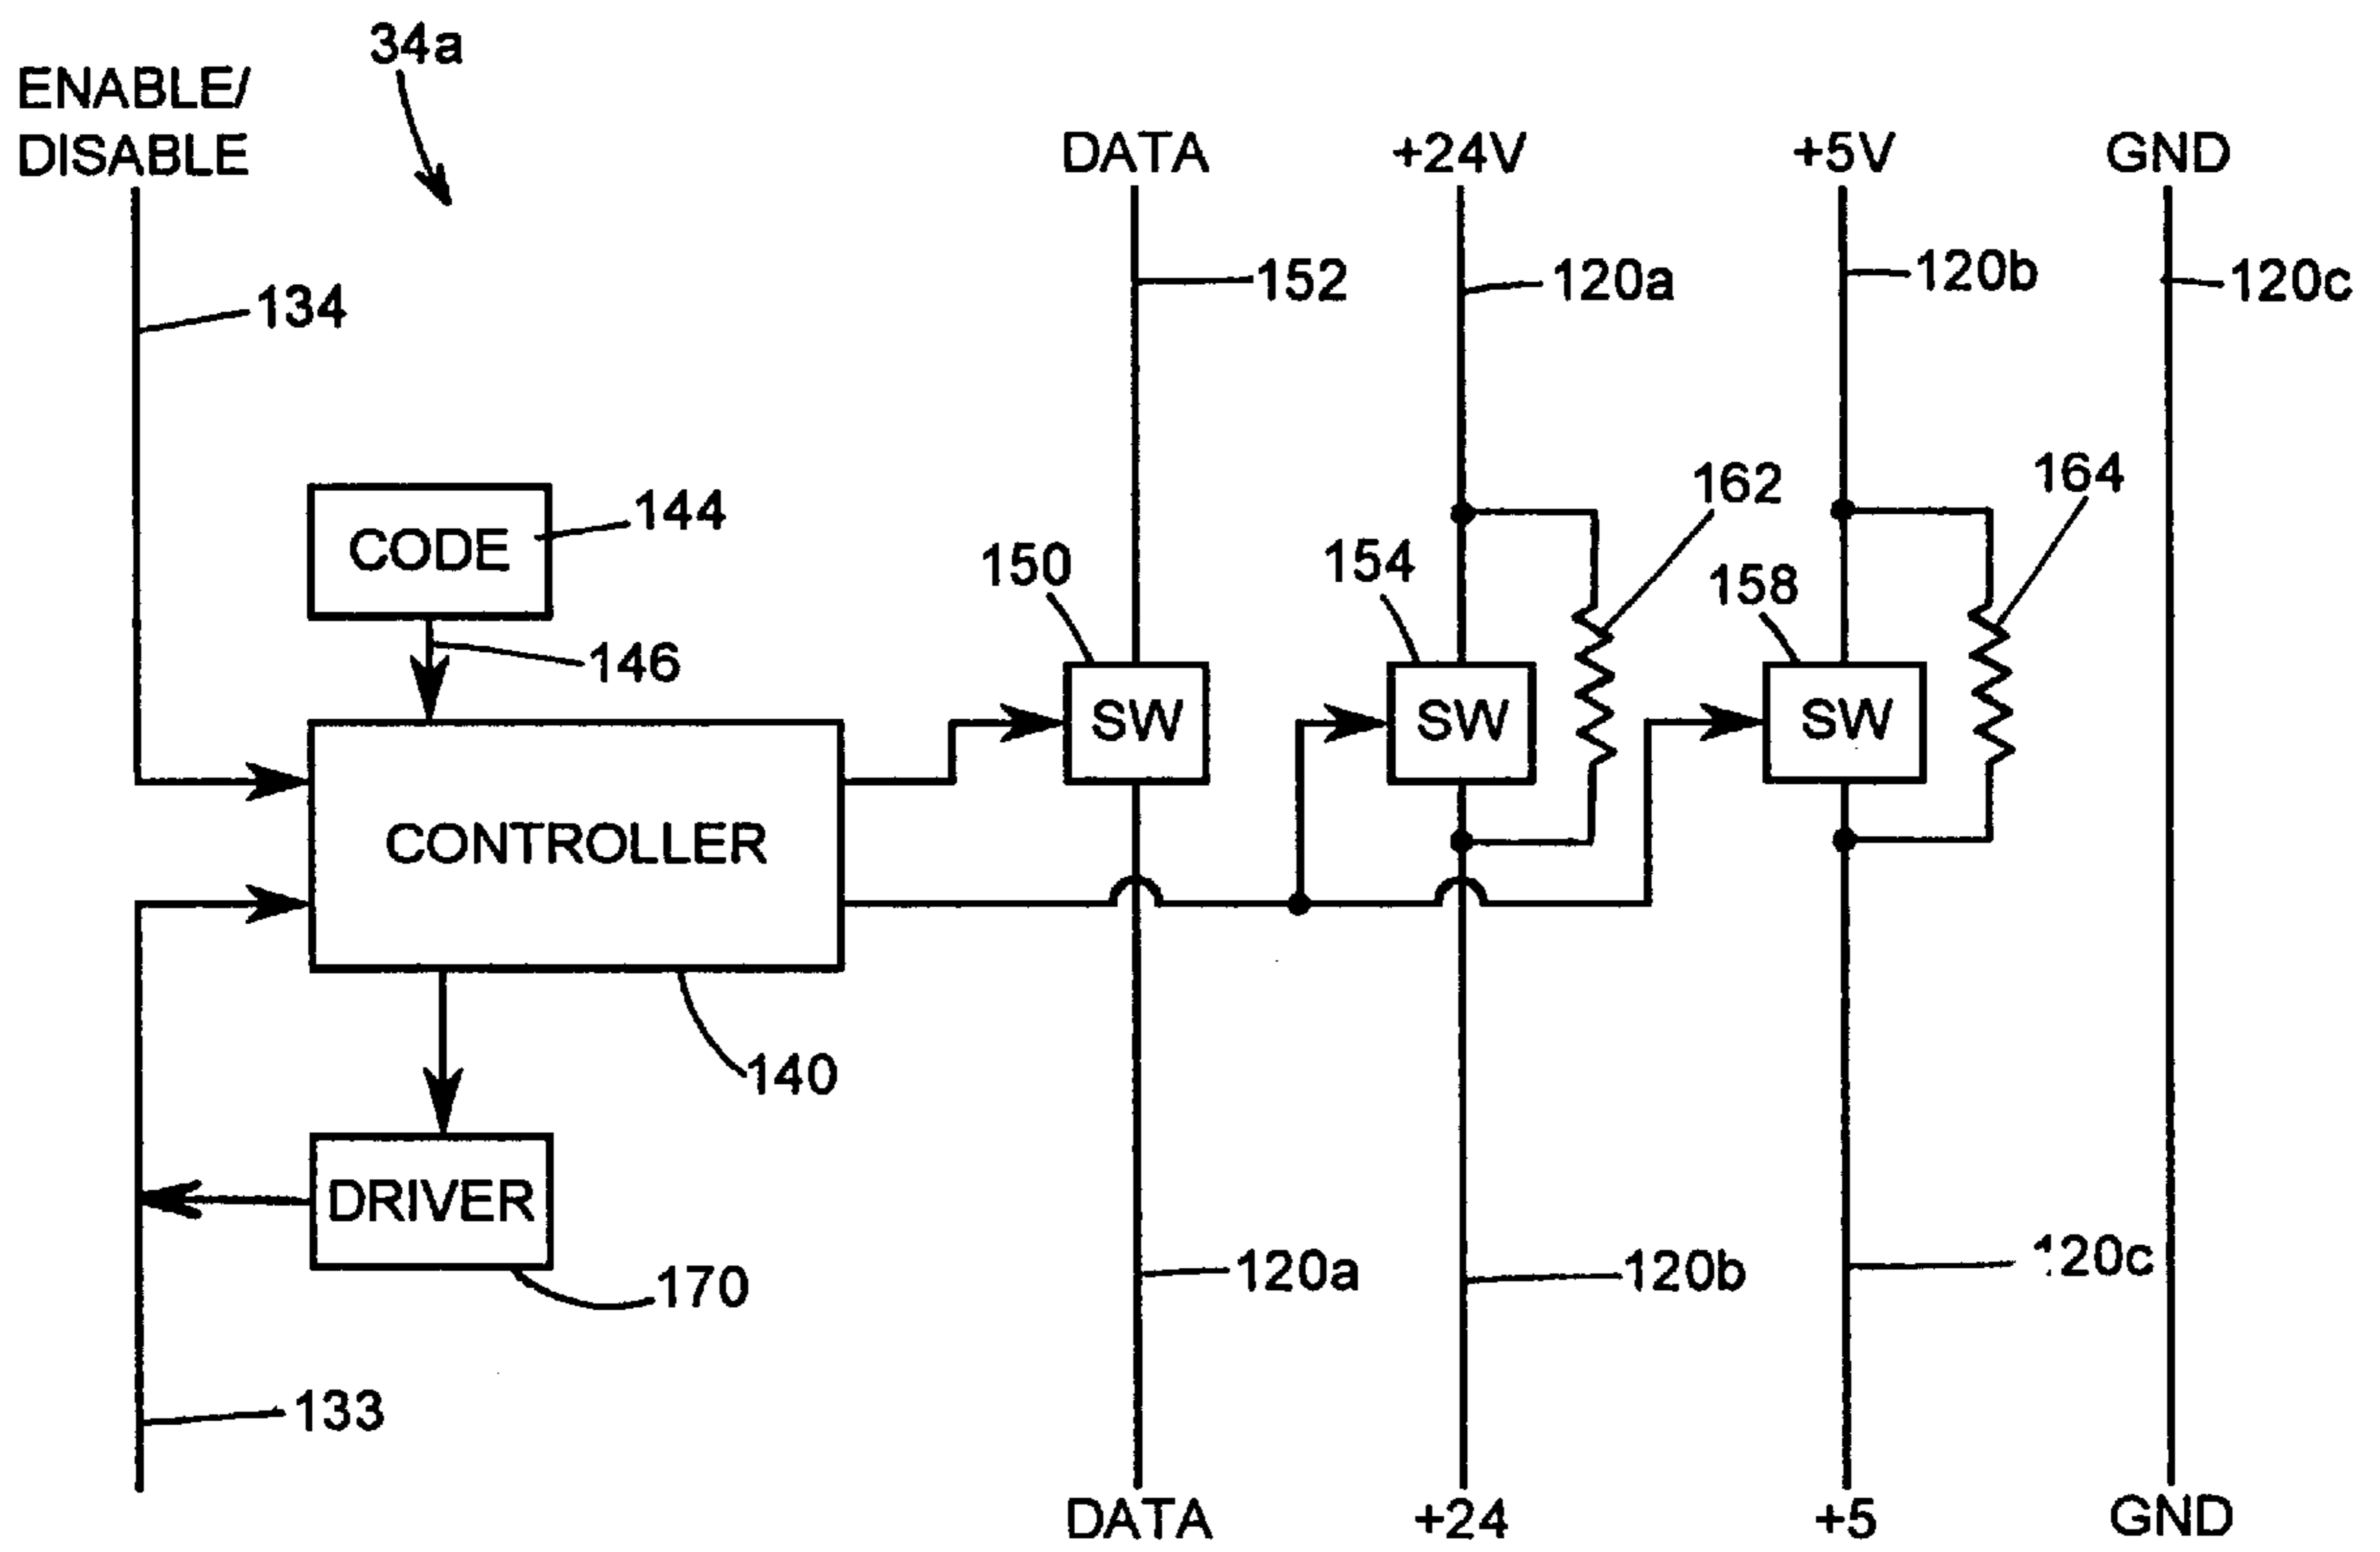 34a
ENABLE/
DISABLE
DATA
+24V
+5V
GND
134
152
120a
120b
120c
CODE
144
146
150
154
162
158
164
SW
SW
SW
CONTROLLER
140
DRIVER
170
120a
120b
120c
133
DATA
+24
+5
GND